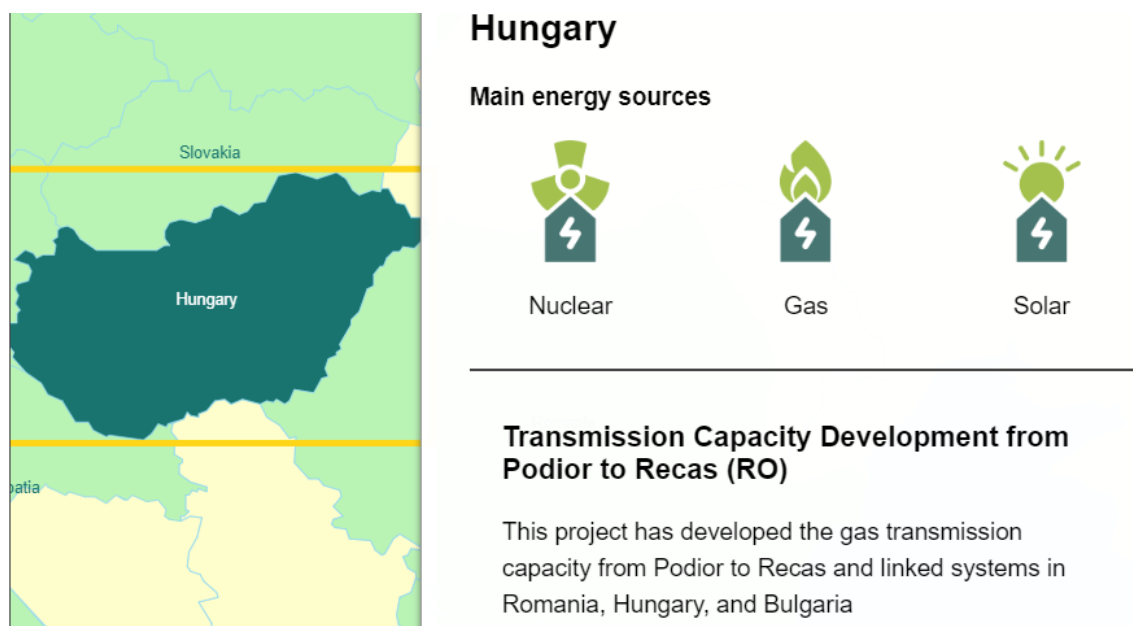 Hungary
Main energy sources
Slovakia
Hungary
Nuclear
Gas
Solar
Transmission Capacity Development from
Podior to Recas (RO)
oatia
This project has developed the gas transmission
capacity from Podior to Recas and linked systems in
Romania, Hungary, and Bulgaria